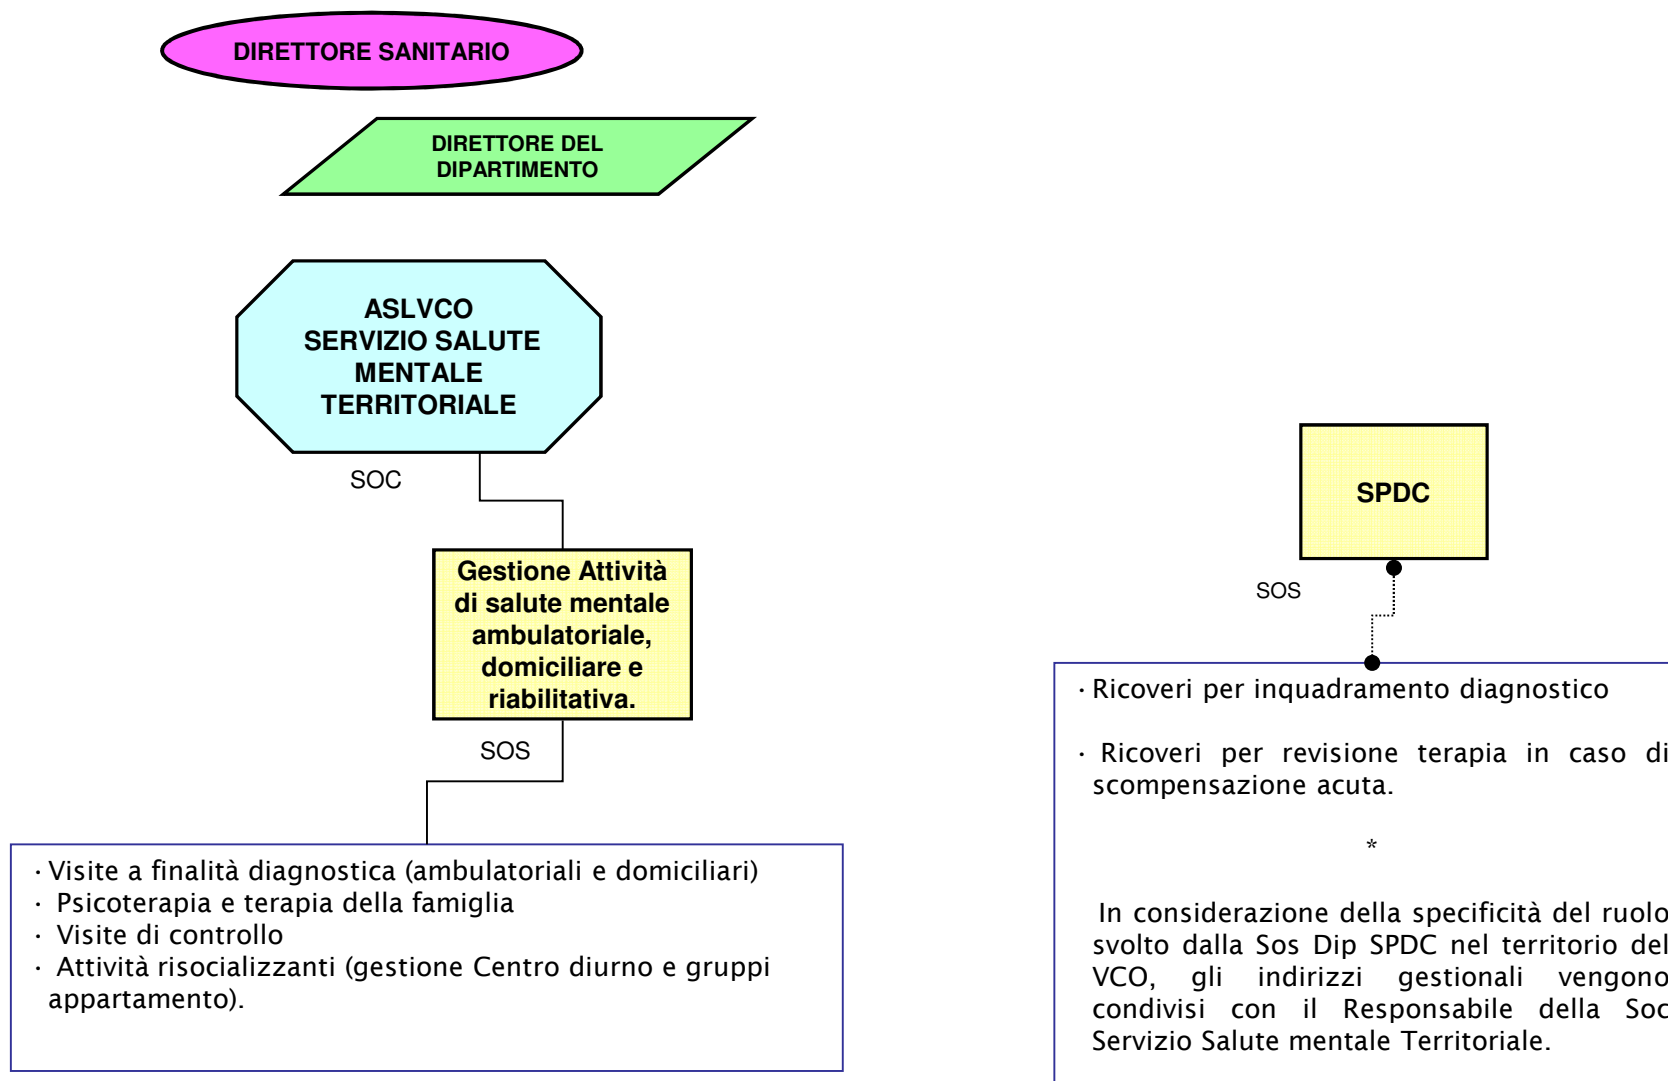 DIRETTORE SANITARIO
DIRETTORE DEL
DIPARTIMENTO
ASLVCO
SERVIZIO SALUTE
MENTALE
TERRITORIALE
SOC
Gestione Attività
di salute mentale
ambulatoriale,
domiciliare e
riabilitativa.
SOS
· Visite a finalità diagnostica (ambulatoriali e domiciliari)
· Psicoterapia e terapia della famiglia
· Visite di controllo
· Attività risocializzanti (gestione Centro diurno e gruppi
appartamento).
SPDC
SOS
· Ricoveri per inquadramento diagnostico
· Ricoveri per revisione terapia in caso di
scompensazione acuta.
*
In considerazione della specificità del ruolo
svolto dalla Sos Dip SPDC nel territorio del
VCO, gli indirizzi gestionali vengono
condivisi con il Responsabile della Soc
Servizio Salute mentale Territoriale.